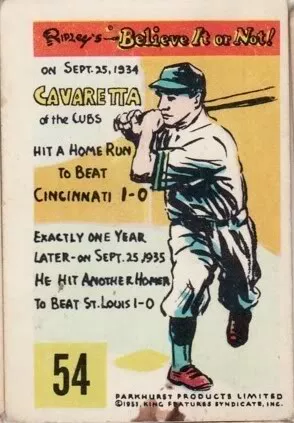 Ripley's Believe It or Not!
ON SEPT. 25, 1934
CAVARETTA
of the CUBS
HIT A HOME RUN
TO BEAT
CINCINNATI 1-0
EXACTLY ONE YEAR
LATER - ON SEPT. 25, 1935
HE HIT ANOTHER HOMER
TO BEAT ST. LOUIS 1-0
54
PARKHURST PRODUCTS LIMITED
©1951, KING FEATURES SYNDICATE, INC.